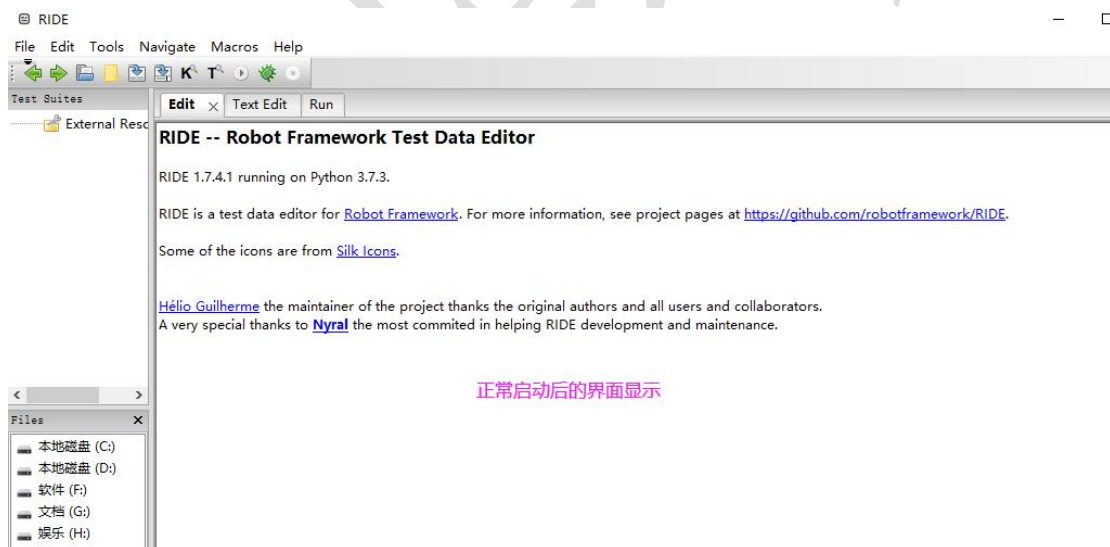 RIDE
File Edit Tools Navigate Macros Help
Test Suites
Edit Text Edit Run
External Resc
RIDE -- Robot Framework Test Data Editor
RIDE 1.7.4.1 running on Python 3.7.3.
RIDE is a test data editor for Robot Framework. For more information, see project pages at https://github.com/robotframework/RIDE.
Some of the icons are from Silk Icons.
Hélio Guilherme the maintainer of the project thanks the original authors and all users and collaborators.
A very special thanks to Nyral the most commited in helping RIDE development and maintenance.
正常启动后的界面显示
Files
本地磁盘 (C:)
本地磁盘 (D:)
软件 (F:)
文档 (G:)
娱乐 (H:)